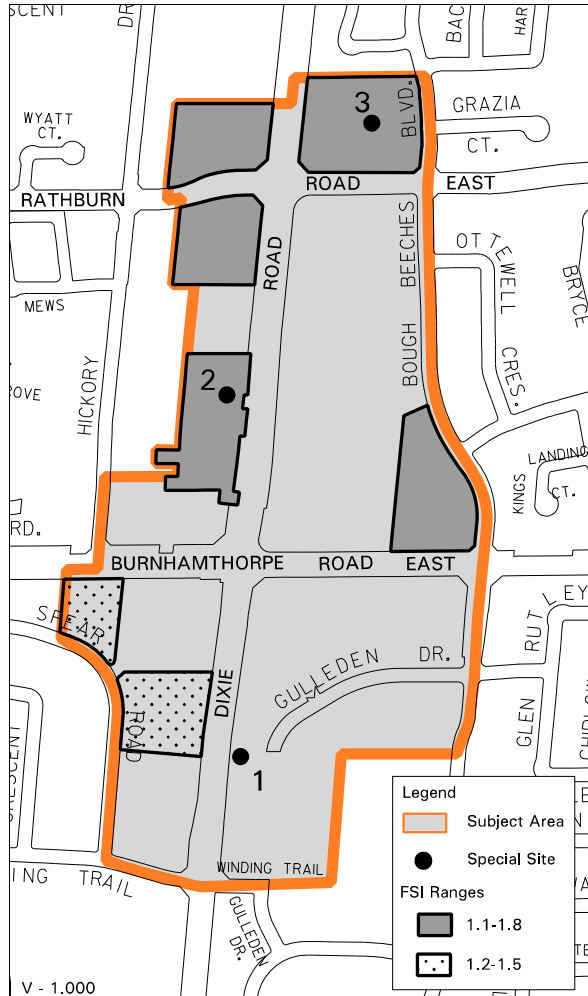 SCENT
DR
BAC
HAR
3
BLVD.
GRAZIA
CT.
WYATT
CT.
RATHBURN
ROAD
EAST
BEECHES
OTTEWELL
CRES.
BRYCE
ROAD
MEWS
HICKORY
2
OVE
BOUGH
LANDING
KINGS
CT.
RD.
BURNHAMTHORPE
ROAD
EAST
SPEAR
ROAD
GULLEDEN
DR.
RUTLEY
DIXIE
GLEN
1
CRESCENT
WINDING TRAIL
ING TRAIL
GULLEDEN
DR.
Legend
Subject Area
Special Site
FSI Ranges
1.1-1.8
1.2-1.5
V - 1.000